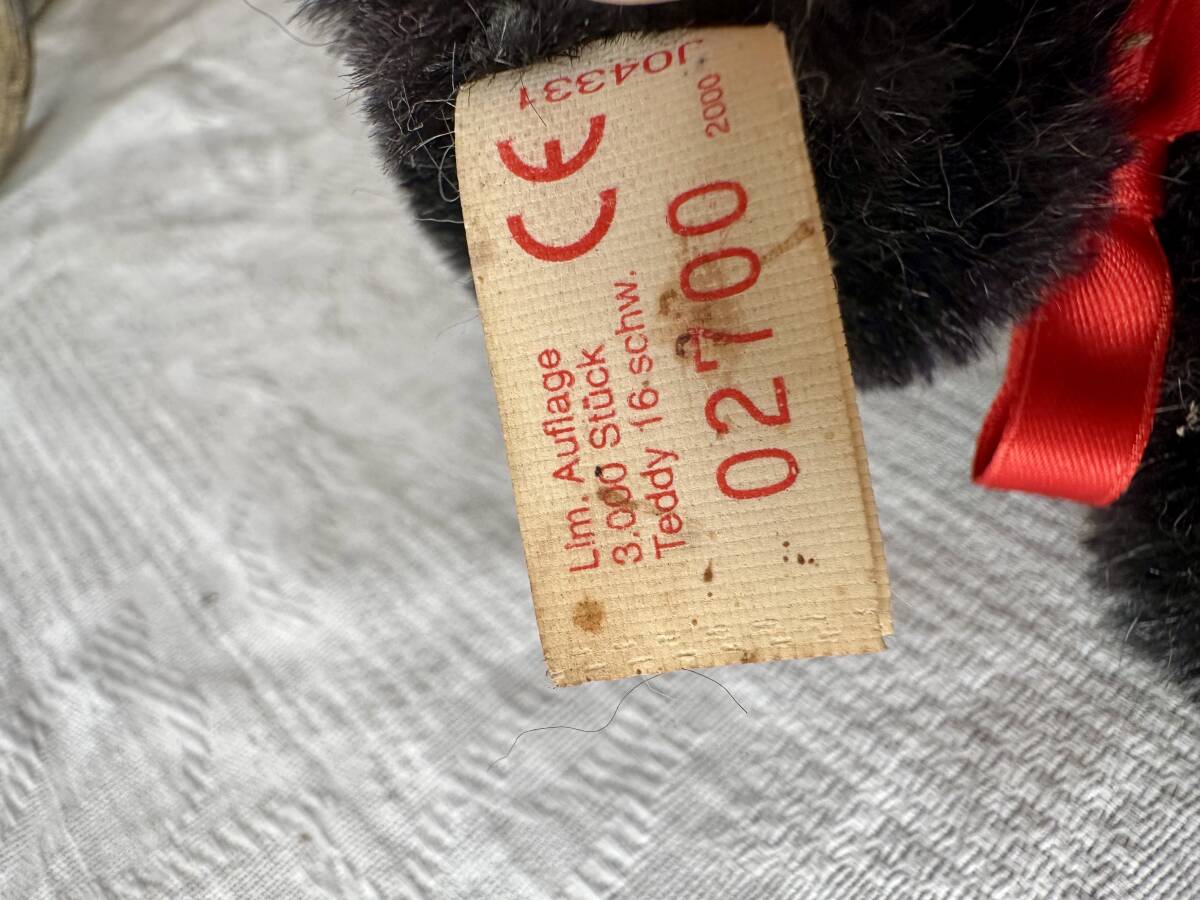 Lim. Auflage
3.000 Stück
Teddy 16 schw.
02700
CE
2000
J04331